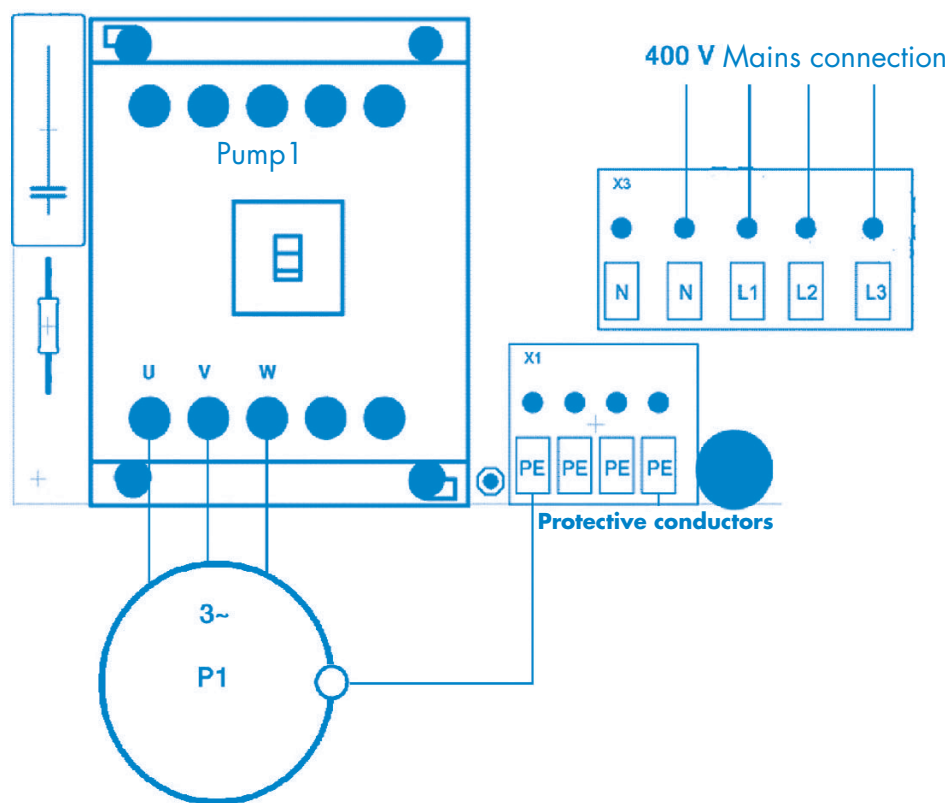 400 V Mains connection
Pump1
X3
N N L1 L2 L3
X1
U V W
PE PE PE PE
Protective conductors
3~
P1